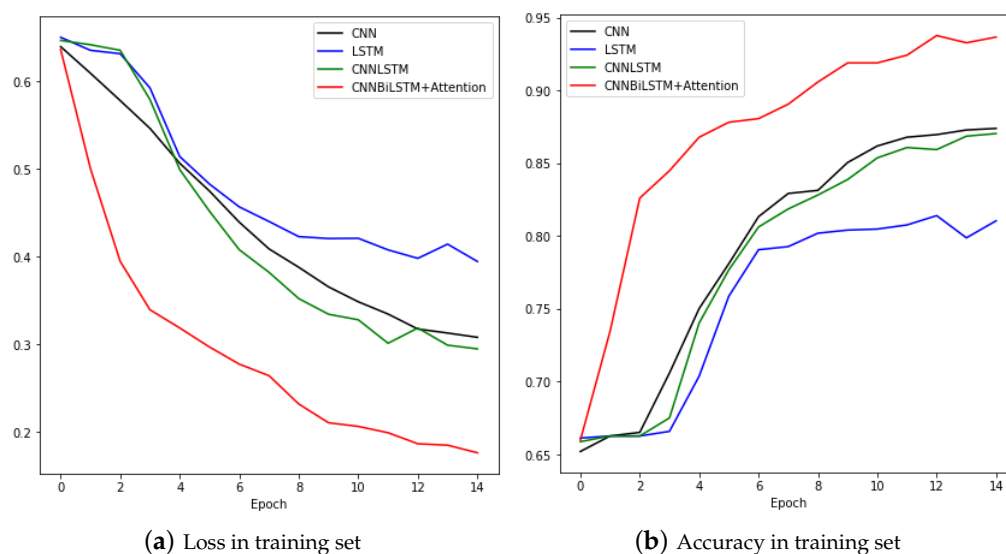 CNN
LSTM
CNNLSTM
CNNBiLSTM+Attention
0.6
0.5
0.4
0.3
0.2
0 2 4 6 8 10 12 14
Epoch
(a) Loss in training set
CNN
LSTM
CNNLSTM
CNNBiLSTM+Attention
0.95
0.90
0.85
0.80
0.75
0.70
0.65
0 2 4 6 8 10 12 14
Epoch
(b) Accuracy in training set